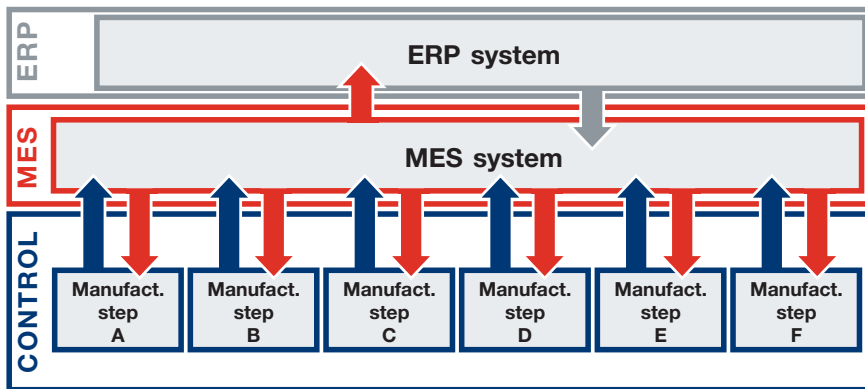 ERP
ERP system
MES
MES system
CONTROL
Manufact.
step
A
Manufact.
step
B
Manufact.
step
C
Manufact.
step
D
Manufact.
step
E
Manufact.
step
F